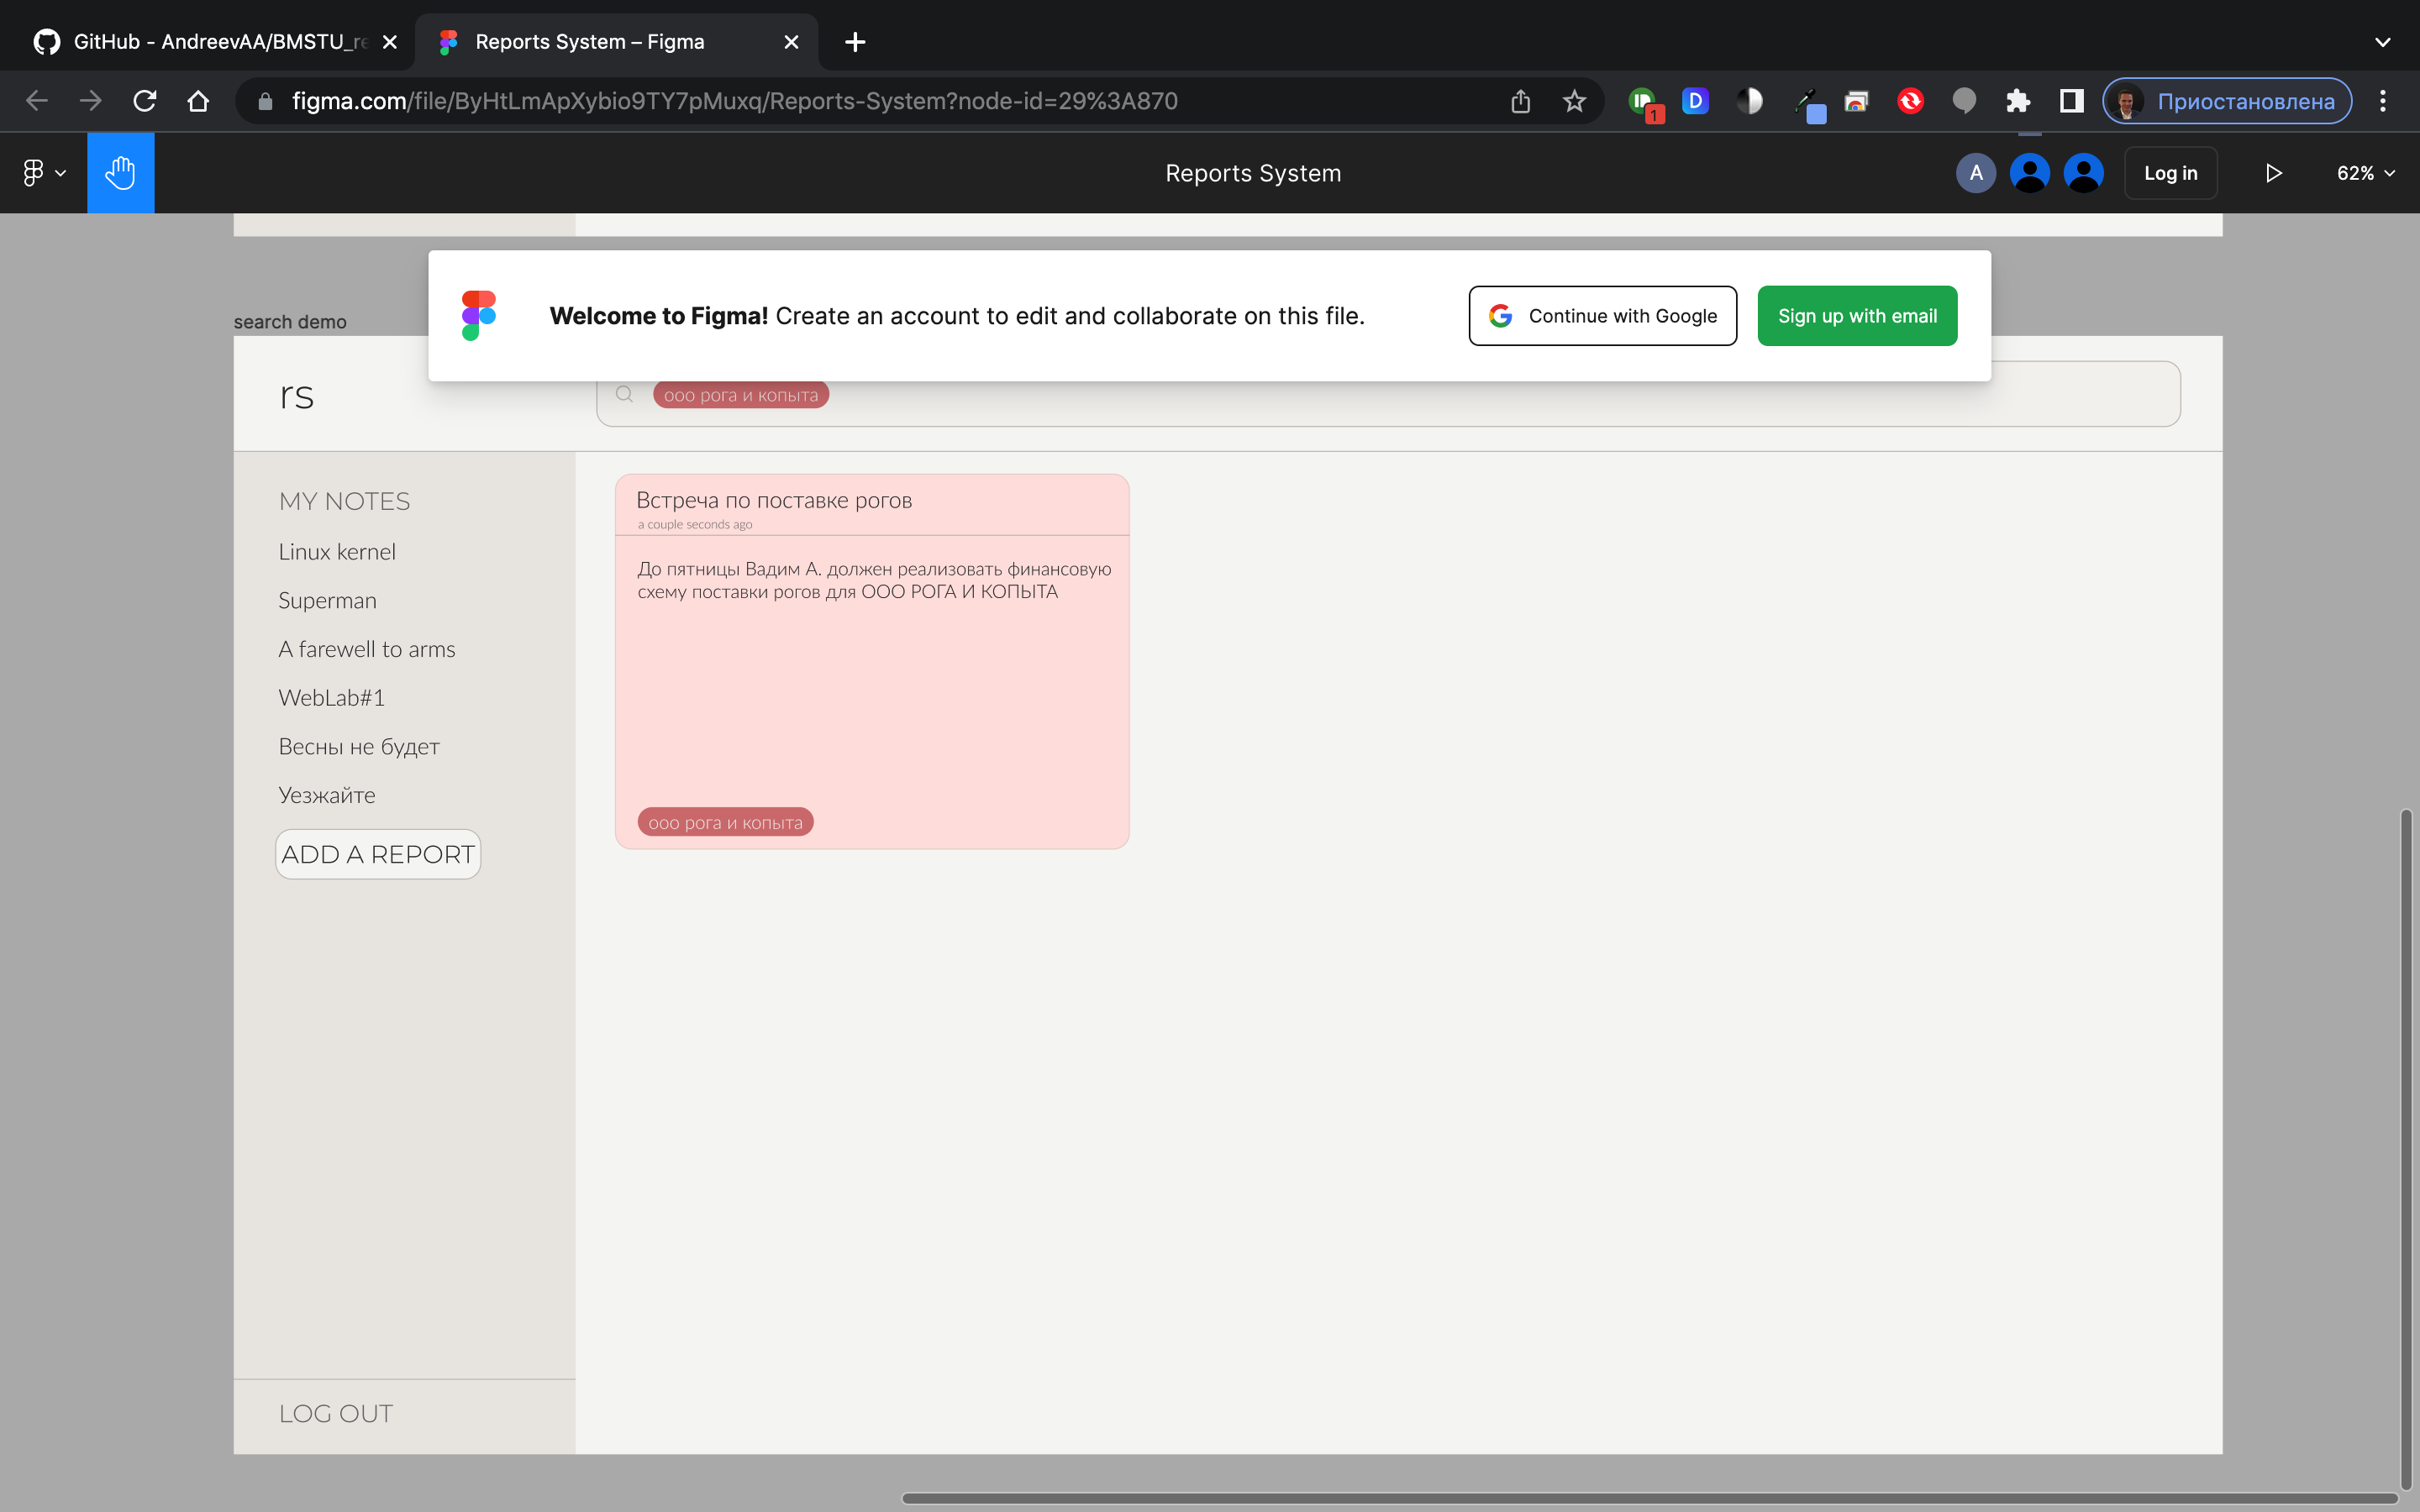 GitHub - AndreevAA/BMSTU_re
Reports System – Figma
figma.com/file/ByHtLmApXybio9TY7pMuxq/Reports-System?node-id=29%3A870
1
D
Приостановлена
Reports System
A
Log in
62%
Welcome to Figma! Create an account to edit and collaborate on this file.
Continue with Google
Sign up with email
search demo
rs
ооо рога и копыта
MY NOTES
Linux kernel
Superman
A farewell to arms
WebLab#1
Весны не будет
Уезжайте
ADD A REPORT
LOG OUT
Встреча по поставке рогов
a couple seconds ago
До пятницы Вадим А. должен реализовать финансовую
схему поставки рогов для ООО РОГА И КОПЫТА
ооо рога и копыта